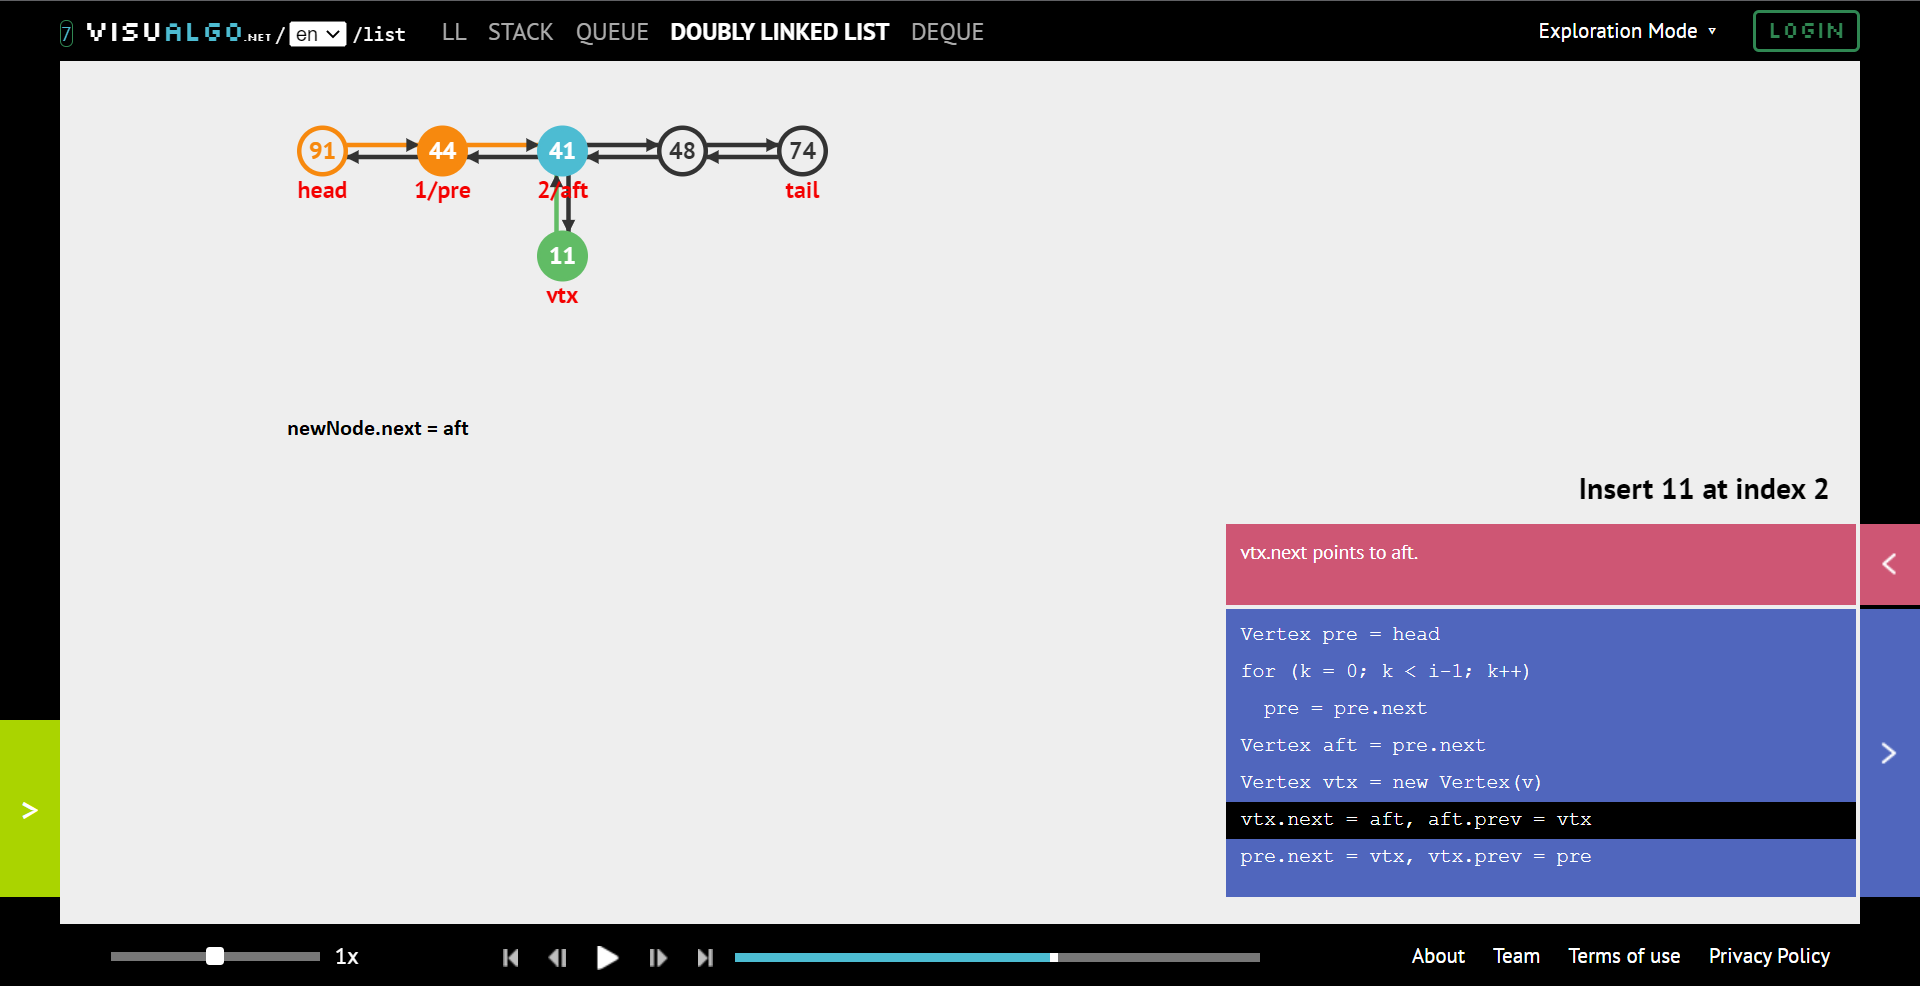 7 VISUALGO.NET / en /list LL STACK QUEUE DOUBLY LINKED LIST DEQUE Exploration Mode ▾ LOGIN
91 44 41 48 74
head 1/pre 2/aft tail
11
vtx
newNode.next = aft
Insert 11 at index 2
vtx.next points to aft.
Vertex pre = head
for (k = 0; k < i-1; k++)
pre = pre.next
Vertex aft = pre.next
Vertex vtx = new Vertex(v)
vtx.next = aft, aft.prev = vtx
pre.next = vtx, vtx.prev = pre
1x About Team Terms of use Privacy Policy